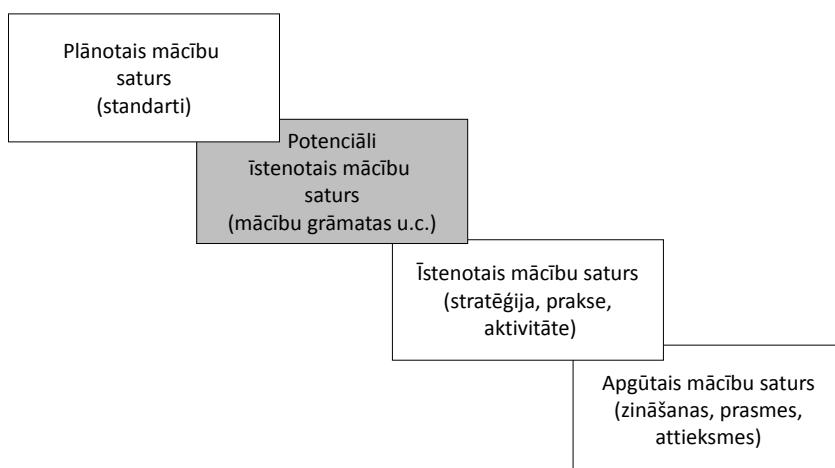 Plānotais mācību
saturs
(standarti)
Potenciāli
īstenotais mācību
saturs
(mācību grāmatas u.c.)
Īstenotais mācību saturs
(stratēģija, prakse,
aktivitāte)
Apgūtais mācību saturs
(zināšanas, prasmes,
attieksmes)